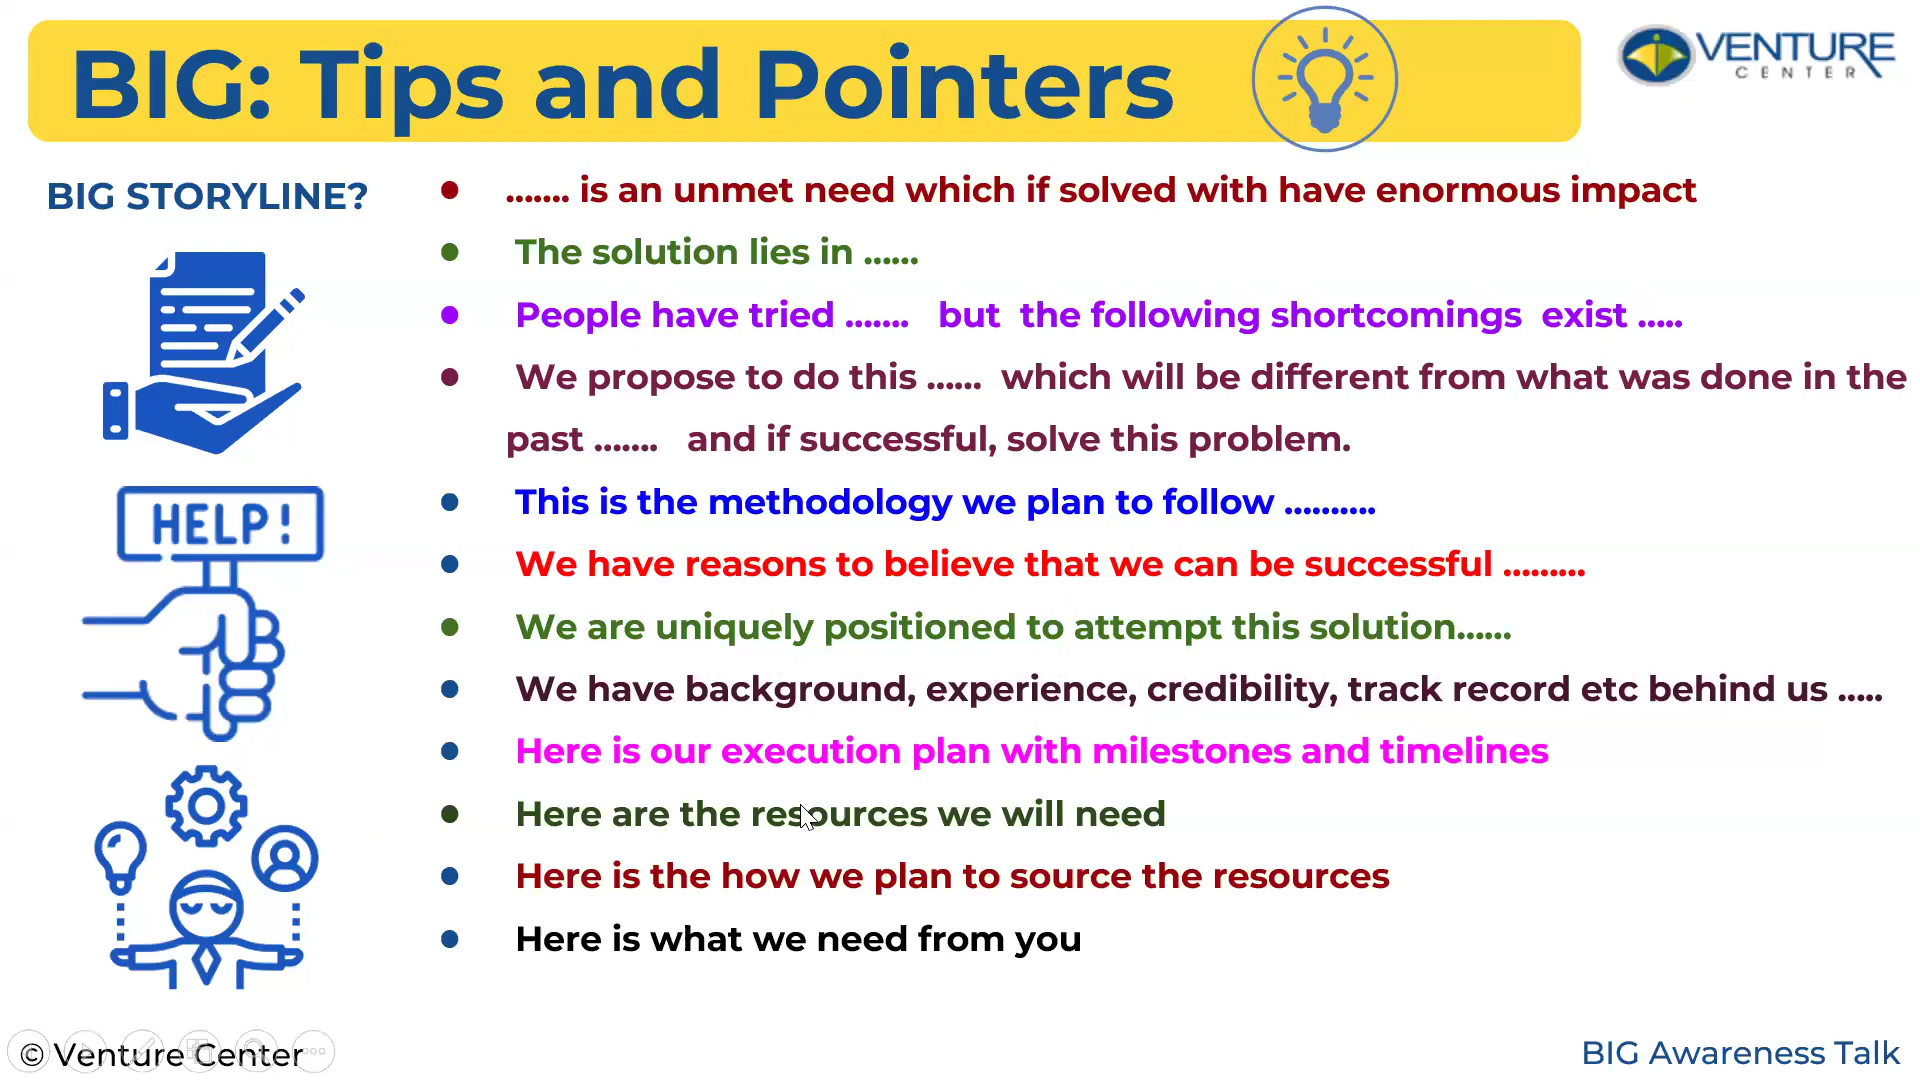 BIG: Tips and Pointers
VENTURE
CENTER
BIG STORYLINE?
....... is an unmet need which if solved with have enormous impact
The solution lies in ......
People have tried ....... but the following shortcomings exist .....
We propose to do this ...... which will be different from what was done in the
past ....... and if successful, solve this problem.
This is the methodology we plan to follow ..........
HELP!
We have reasons to believe that we can be successful .........
We are uniquely positioned to attempt this solution......
We have background, experience, credibility, track record etc behind us .....
Here is our execution plan with milestones and timelines
Here are the resources we will need
Here is the how we plan to source the resources
Here is what we need from you
© Venture Center
BIG Awareness Talk